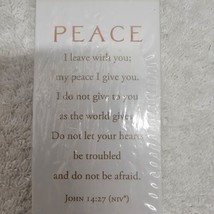 PEACE
I leave with you;
my peace I give you.
I do not give to you
as the world gives.
Do not let your hearts
be troubled
and do not be afraid.
JOHN 14:27 (NIV®)